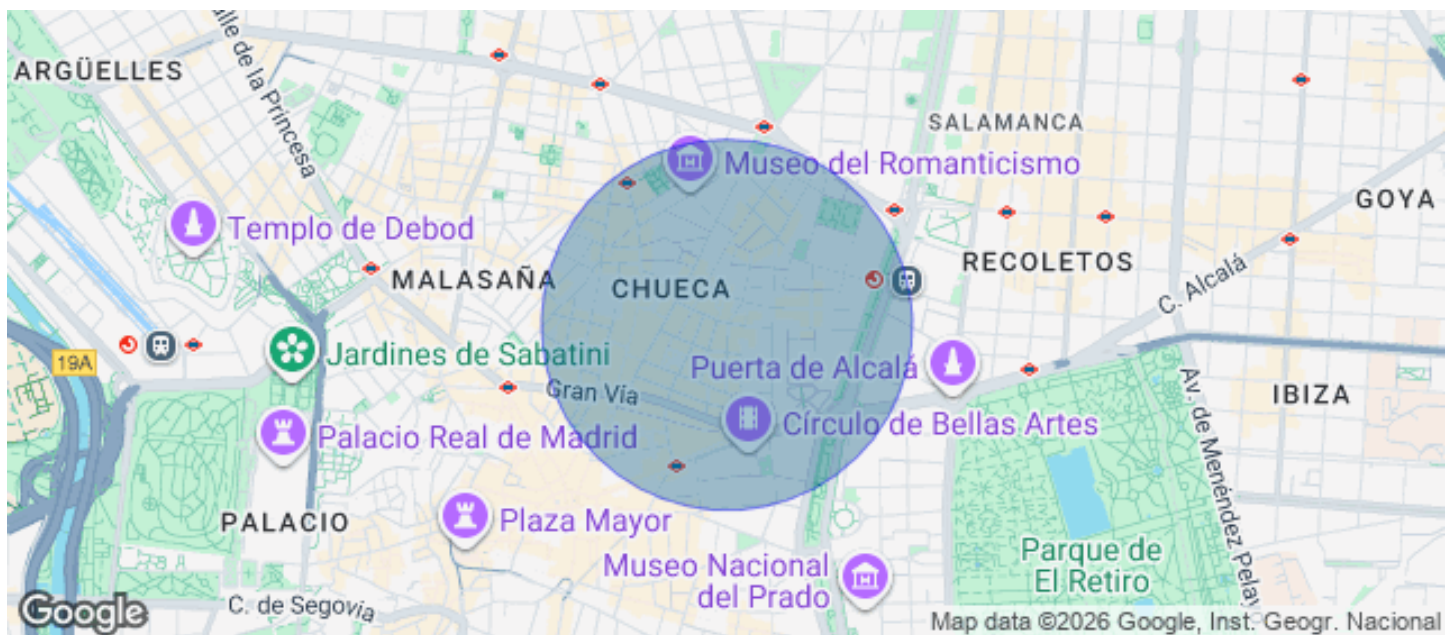 ARGÜELLES
alle de la Princesa
SALAMANCA
Museo del Romanticismo
GOYA
Templo de Debod
MALASAÑA
CHUECA
RECOLETOS
C. Alcalá
19A
Jardines de Sabatini
Gran Vía
Puerta de Alcalá
IBIZA
Palacio Real de Madrid
Círculo de Bellas Artes
Av. de Menéndez Pelay
PALACIO
Plaza Mayor
Museo Nacional
del Prado
Parque de
El Retiro
C. de Segovia
Google
Map data ©2026 Google, Inst. Geogr. Nacional